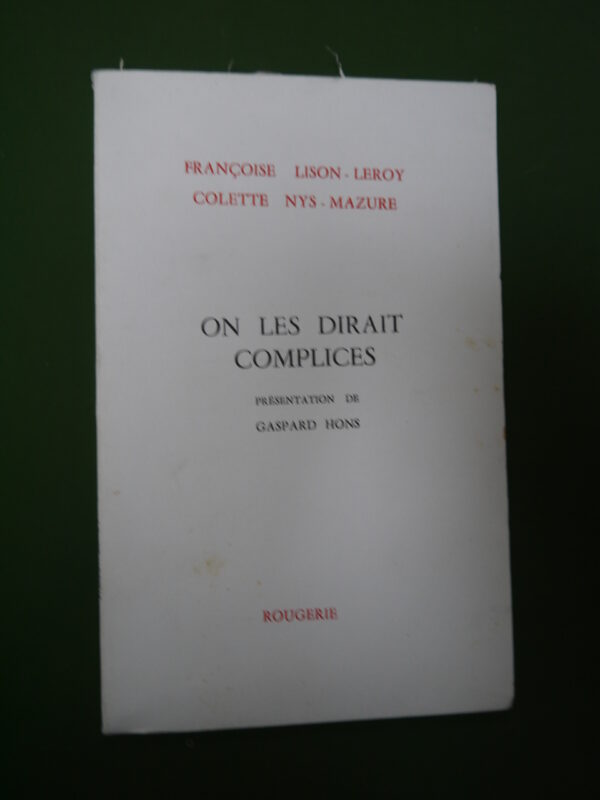 FRANÇOISE LISON-LEROY
COLETTE NYS-MAZURE
ON LES DIRAIT
COMPLICES
PRÉSENTATION DE
GASPARD HONS
ROUGERIE